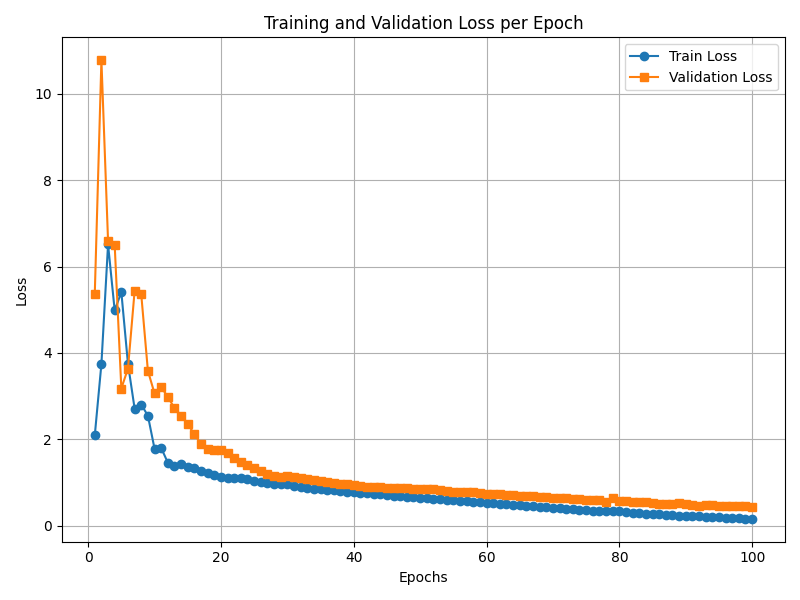 Training and Validation Loss per Epoch
Train Loss
Validation Loss
Loss
10
8
6
4
2
0
0 20 40 60 80 100
Epochs